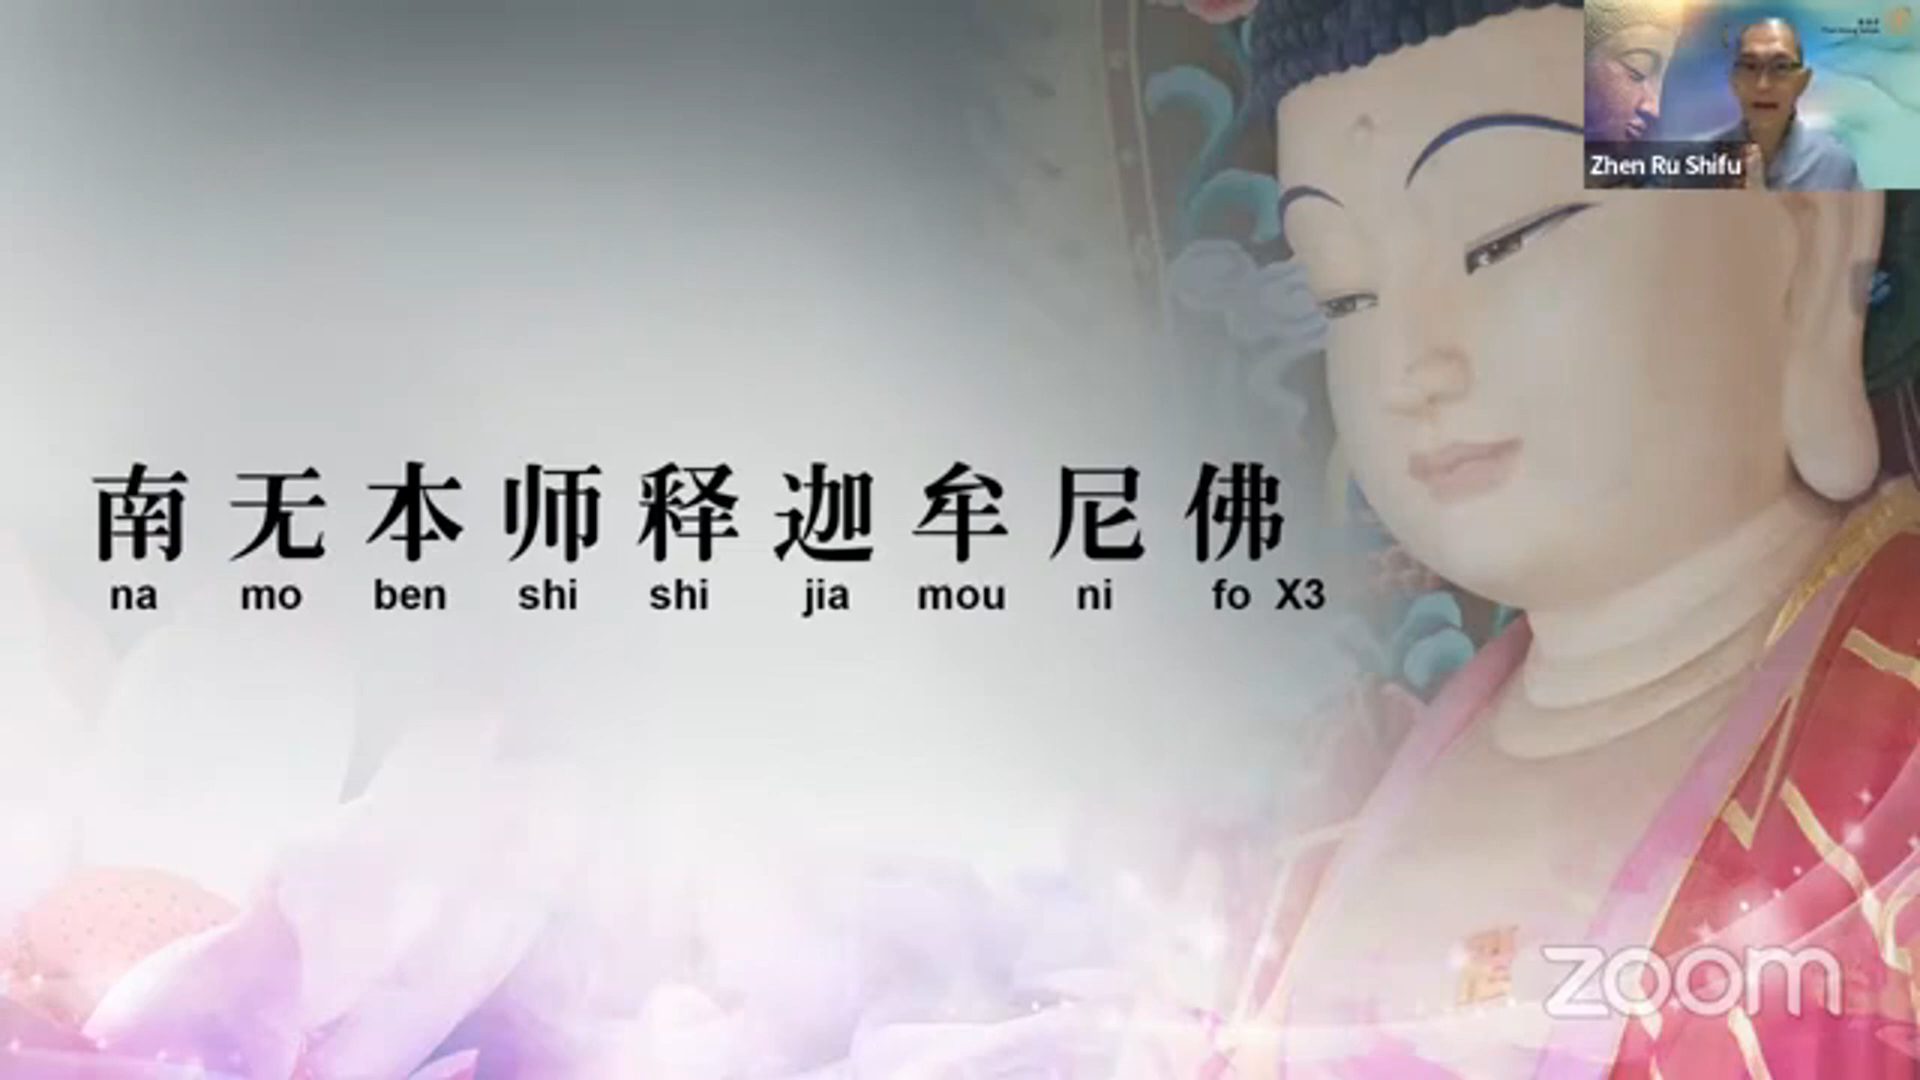 Zhen Ru Shifu
南无本师释迦牟尼佛
na mo ben shi shi jia mou ni fo X3
zoom